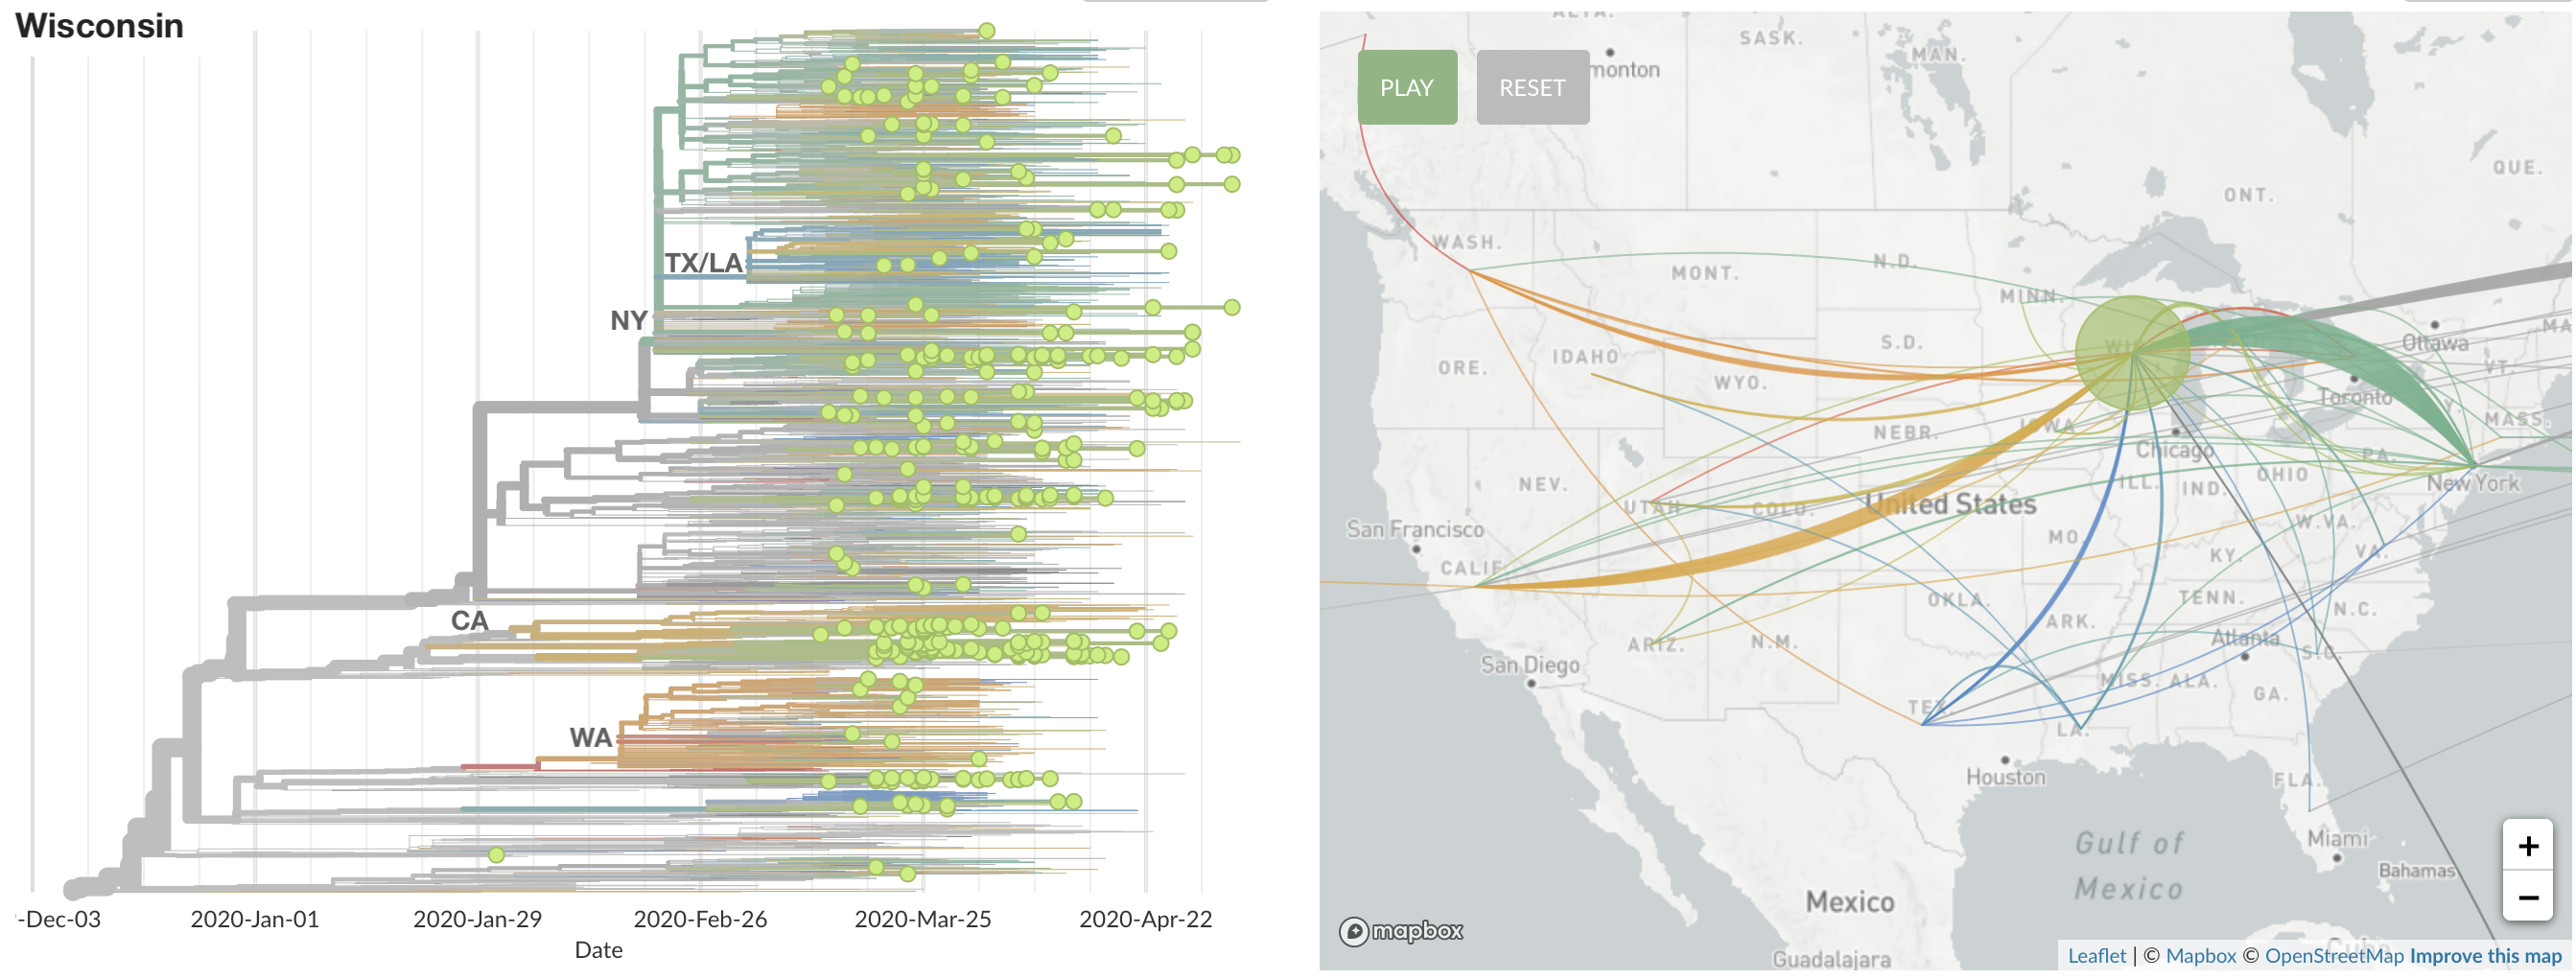 Wisconsin
TX/LA
NY
CA
WA
-Dec-03
2020-Jan-01
2020-Jan-29
2020-Feb-26
2020-Mar-25
2020-Apr-22
Date
PLAY
RESET
monton
ALTA.
SASK.
MAN.
ONT.
QUE.
WASH.
MONT.
N.D.
MINN.
Ottawa
ORE.
IDAHO
WYO.
S.D.
Toronto
VT.
MASS.
NEBR.
IOWA
Chicago
PA.
NEV.
UTAH
COLO.
United States
ILL.
IND.
OHIO
New York
San Francisco
CALIF.
MO.
KY.
W.VA.
VA.
OKLA.
ARK.
TENN.
N.C.
San Diego
ARIZ.
N.M.
Atlanta
S.C.
TEX.
MISS.
ALA.
GA.
LA.
Houston
FLA.
Gulf of
Mexico
Miami
Bahamas
Mexico
Guadalajara
Cuba
+
−
mapbox
Leaflet | © Mapbox © OpenStreetMap Improve this map